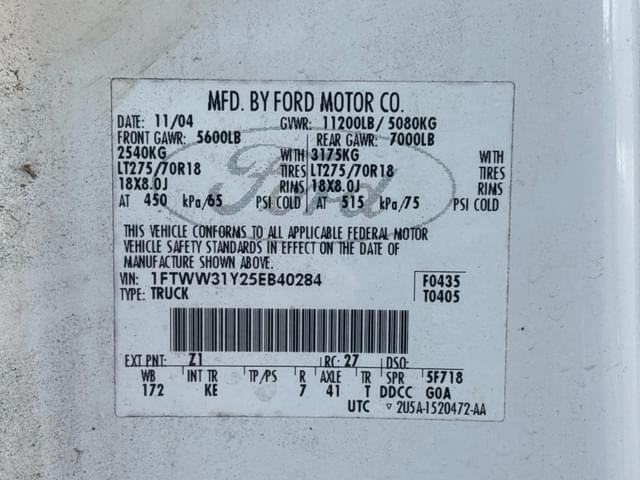 MFD. BY FORD MOTOR CO.
DATE: 11/04 GVWR: 11200LB/ 5080KG
FRONT GAWR: 5600LB REAR GAWR: 7000LB
2540KG WITH 3175KG WITH
LT275/70R18 TIRES LT275/70R18 TIRES
18X8.0J RIMS 18X8.0J RIMS
AT 450 kPa/65 PSI COLD AT 515 kPa/75 PSI COLD
Ford
THIS VEHICLE CONFORMS TO ALL APPLICABLE FEDERAL MOTOR
VEHICLE SAFETY STANDARDS IN EFFECT ON THE DATE OF
MANUFACTURE SHOWN ABOVE.
VIN: 1FTWW31Y25EB40284 F0435
TYPE: TRUCK T0405
EXT PNT: Z1 RC: 27 DSO:
WB INT TR TP/PS R AXLE TR SPR 5F718
172 KE 7 41 T DDCC GOA
UTC ▽ 2U5A-1520472-AA